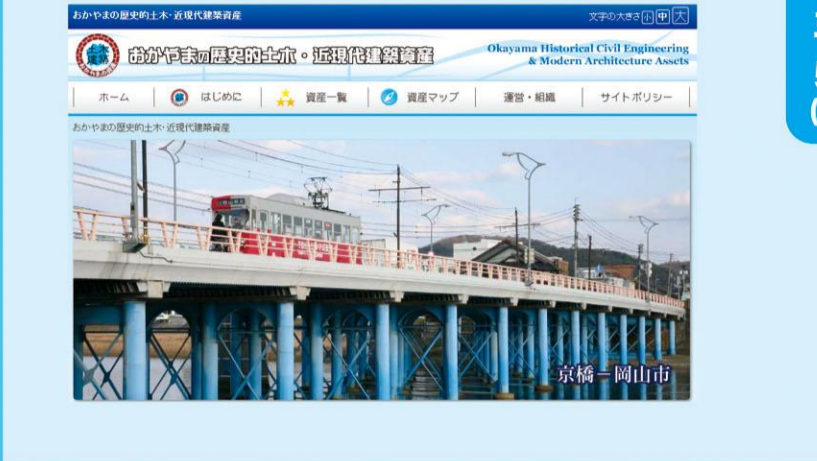 おかやまの歴史的土木・近現代建築資産
文字の大きさ 小 中 大
土木
建築
おかやまの歴史的土木・近現代建築資産
Okayama Historical Civil Engineering
& Modern Architecture Assets
ホーム
はじめに
資産一覧
資産マップ
運営・組織
サイトポリシー
おかやまの歴史的土木・近現代建築資産
京橋－岡山市